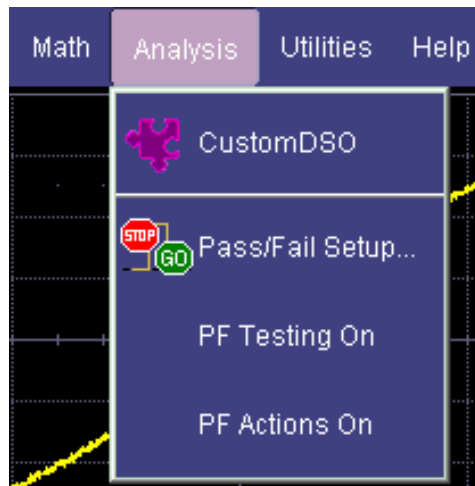 Math Analysis Utilities Help
CustomDSO
STOP
GO
Pass/Fail Setup...
PF Testing On
PF Actions On